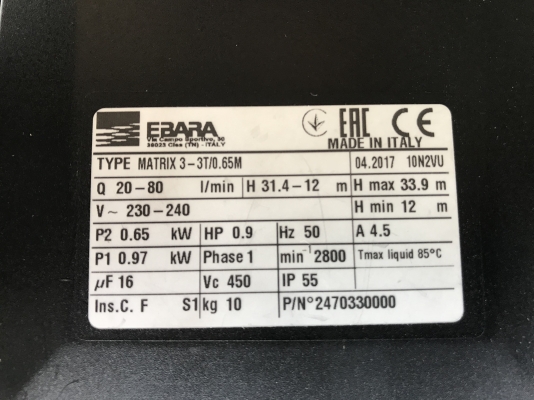 EBARA
Via Campo Sportivo, 30
38023 Cles (TN) - ITALY
EAC CE
MADE IN ITALY
TYPE MATRIX 3-3T/0.65M 04.2017 10N2VU
Q 20-80 l/min H 31.4-12 m H max 33.9 m
V~ 230-240 H min 12 m
P2 0.65 kW HP 0.9 Hz 50 A 4.5
P1 0.97 kW Phase 1 min⁻¹ 2800 Tmax liquid 85°C
µF 16 Vc 450 IP 55
Ins.C. F S1 kg 10 P/N°2470330000